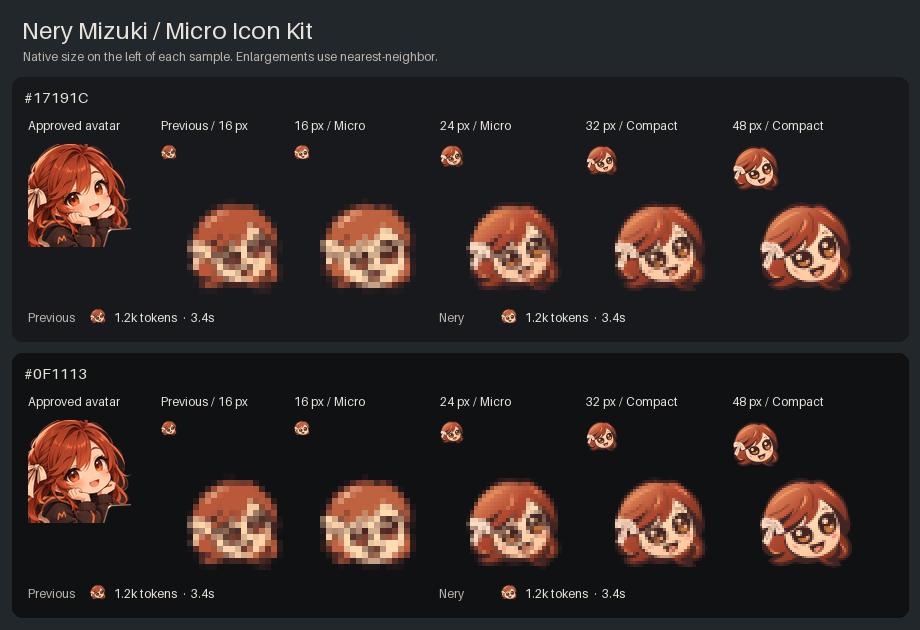 Nery Mizuki / Micro Icon Kit
Native size on the left of each sample. Enlargements use nearest-neighbor.
#17191C
Approved avatar Previous / 16 px 16 px / Micro 24 px / Micro 32 px / Compact 48 px / Compact
Previous 1.2k tokens · 3.4s Nery 1.2k tokens · 3.4s
#0F1113
Approved avatar Previous / 16 px 16 px / Micro 24 px / Micro 32 px / Compact 48 px / Compact
Previous 1.2k tokens · 3.4s Nery 1.2k tokens · 3.4s